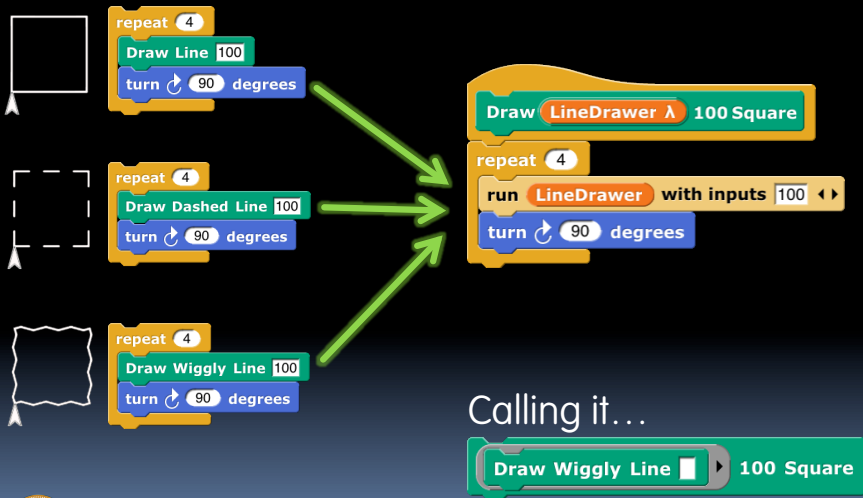 repeat 4
Draw Line 100
turn 90 degrees
repeat 4
Draw Dashed Line 100
turn 90 degrees
repeat 4
Draw Wiggly Line 100
turn 90 degrees
Draw LineDrawer λ 100 Square
repeat 4
run LineDrawer with inputs 100
turn 90 degrees
Calling it...
Draw Wiggly Line 100 Square